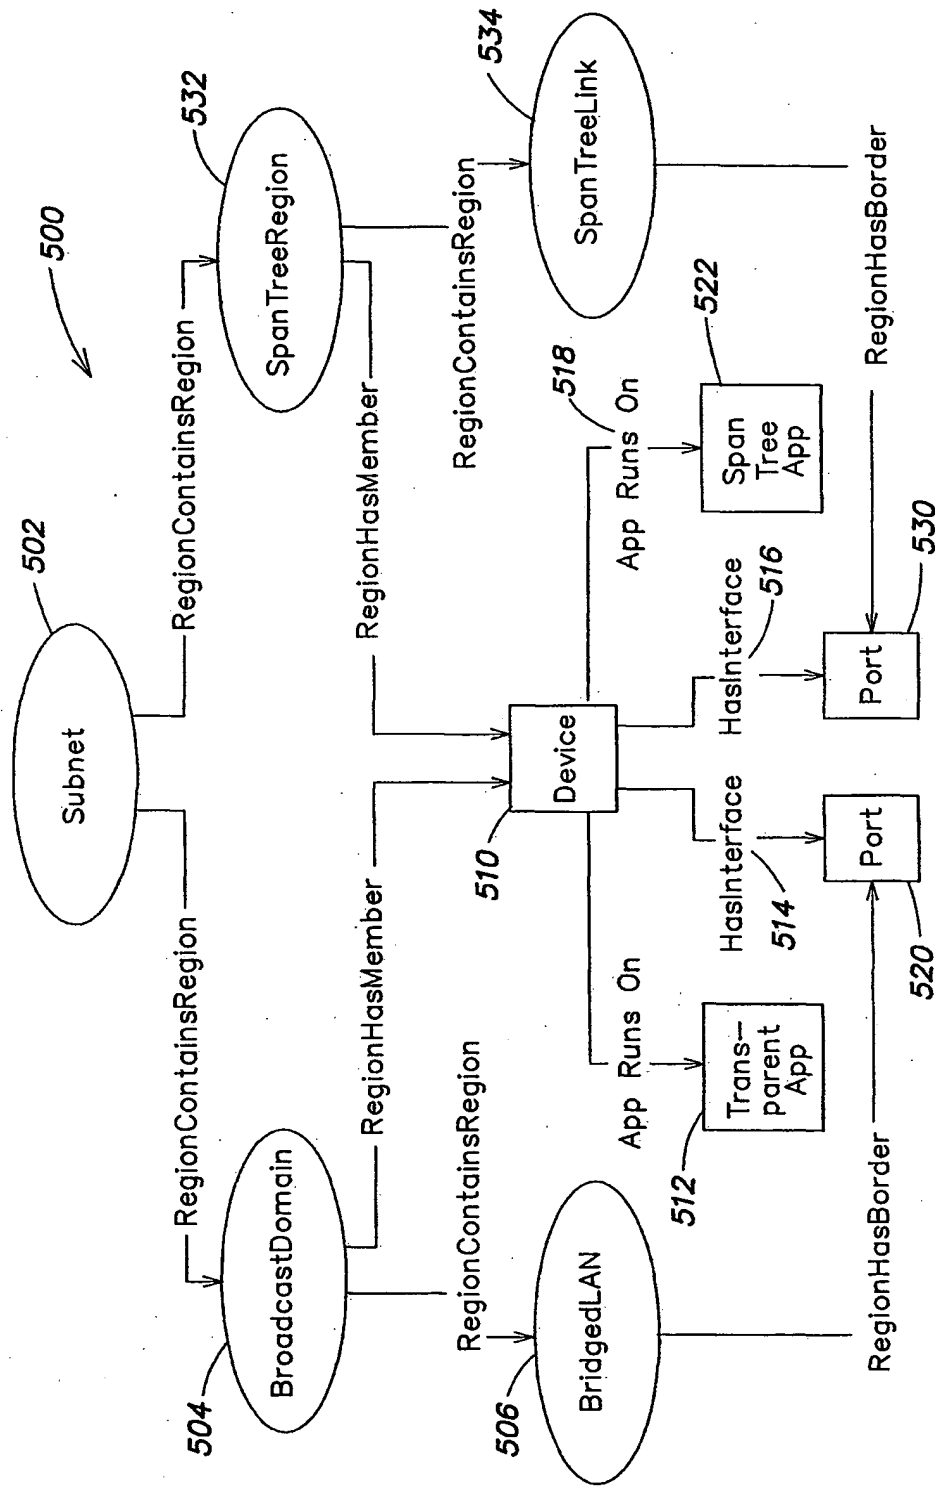 500
502
Subnet
RegionContainsRegion
RegionContainsRegion
504
BroadcastDomain
532
SpanTreeRegion
RegionHasMember
RegionHasMember
RegionContainsRegion
RegionContainsRegion
506
BridgedLAN
510
Device
534
SpanTreeLink
App Runs On
App Runs On
518
512
Trans-
parent
App
HasInterface
514
HasInterface
516
522
Span
Tree
App
RegionHasBorder
Port
520
Port
530
RegionHasBorder